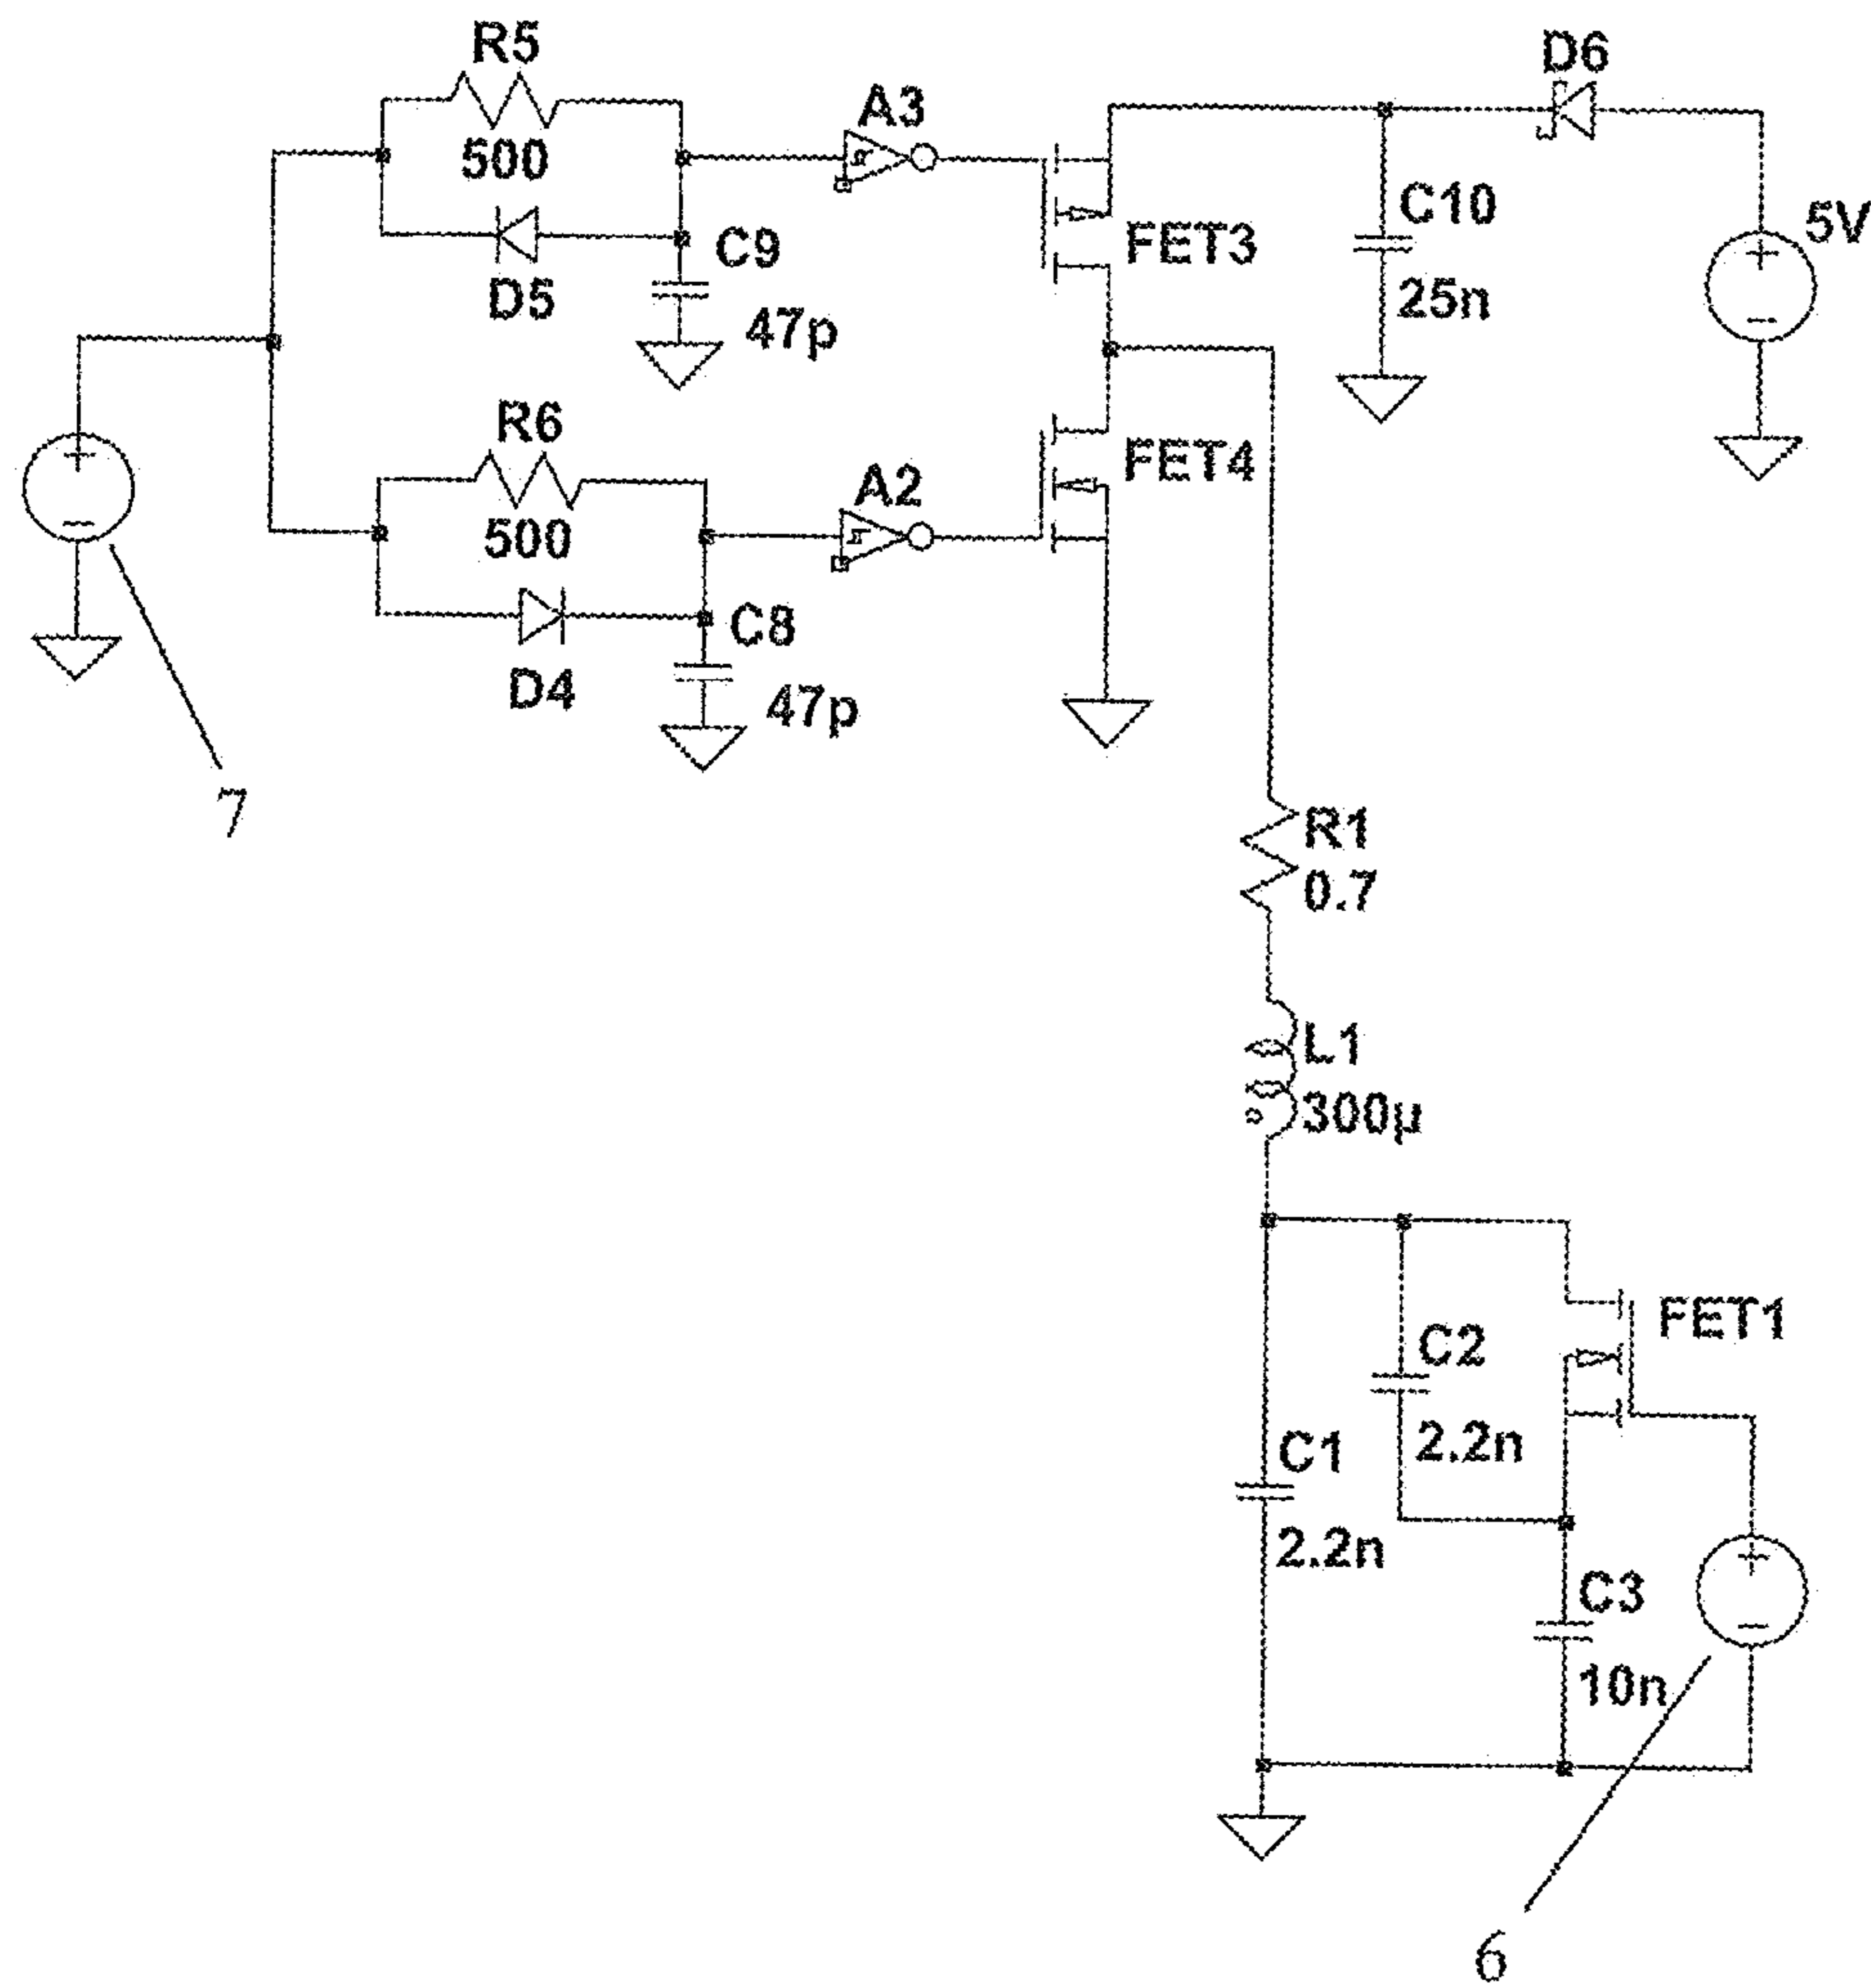 R5
500
D5
C9
47p
A3
FET3
D6
C10
25n
5V
R6
500
D4
C8
47p
A2
FET4
7
R1
0.7
L1
300µ
C1
2.2n
C2
2.2n
FET1
C3
10n
6